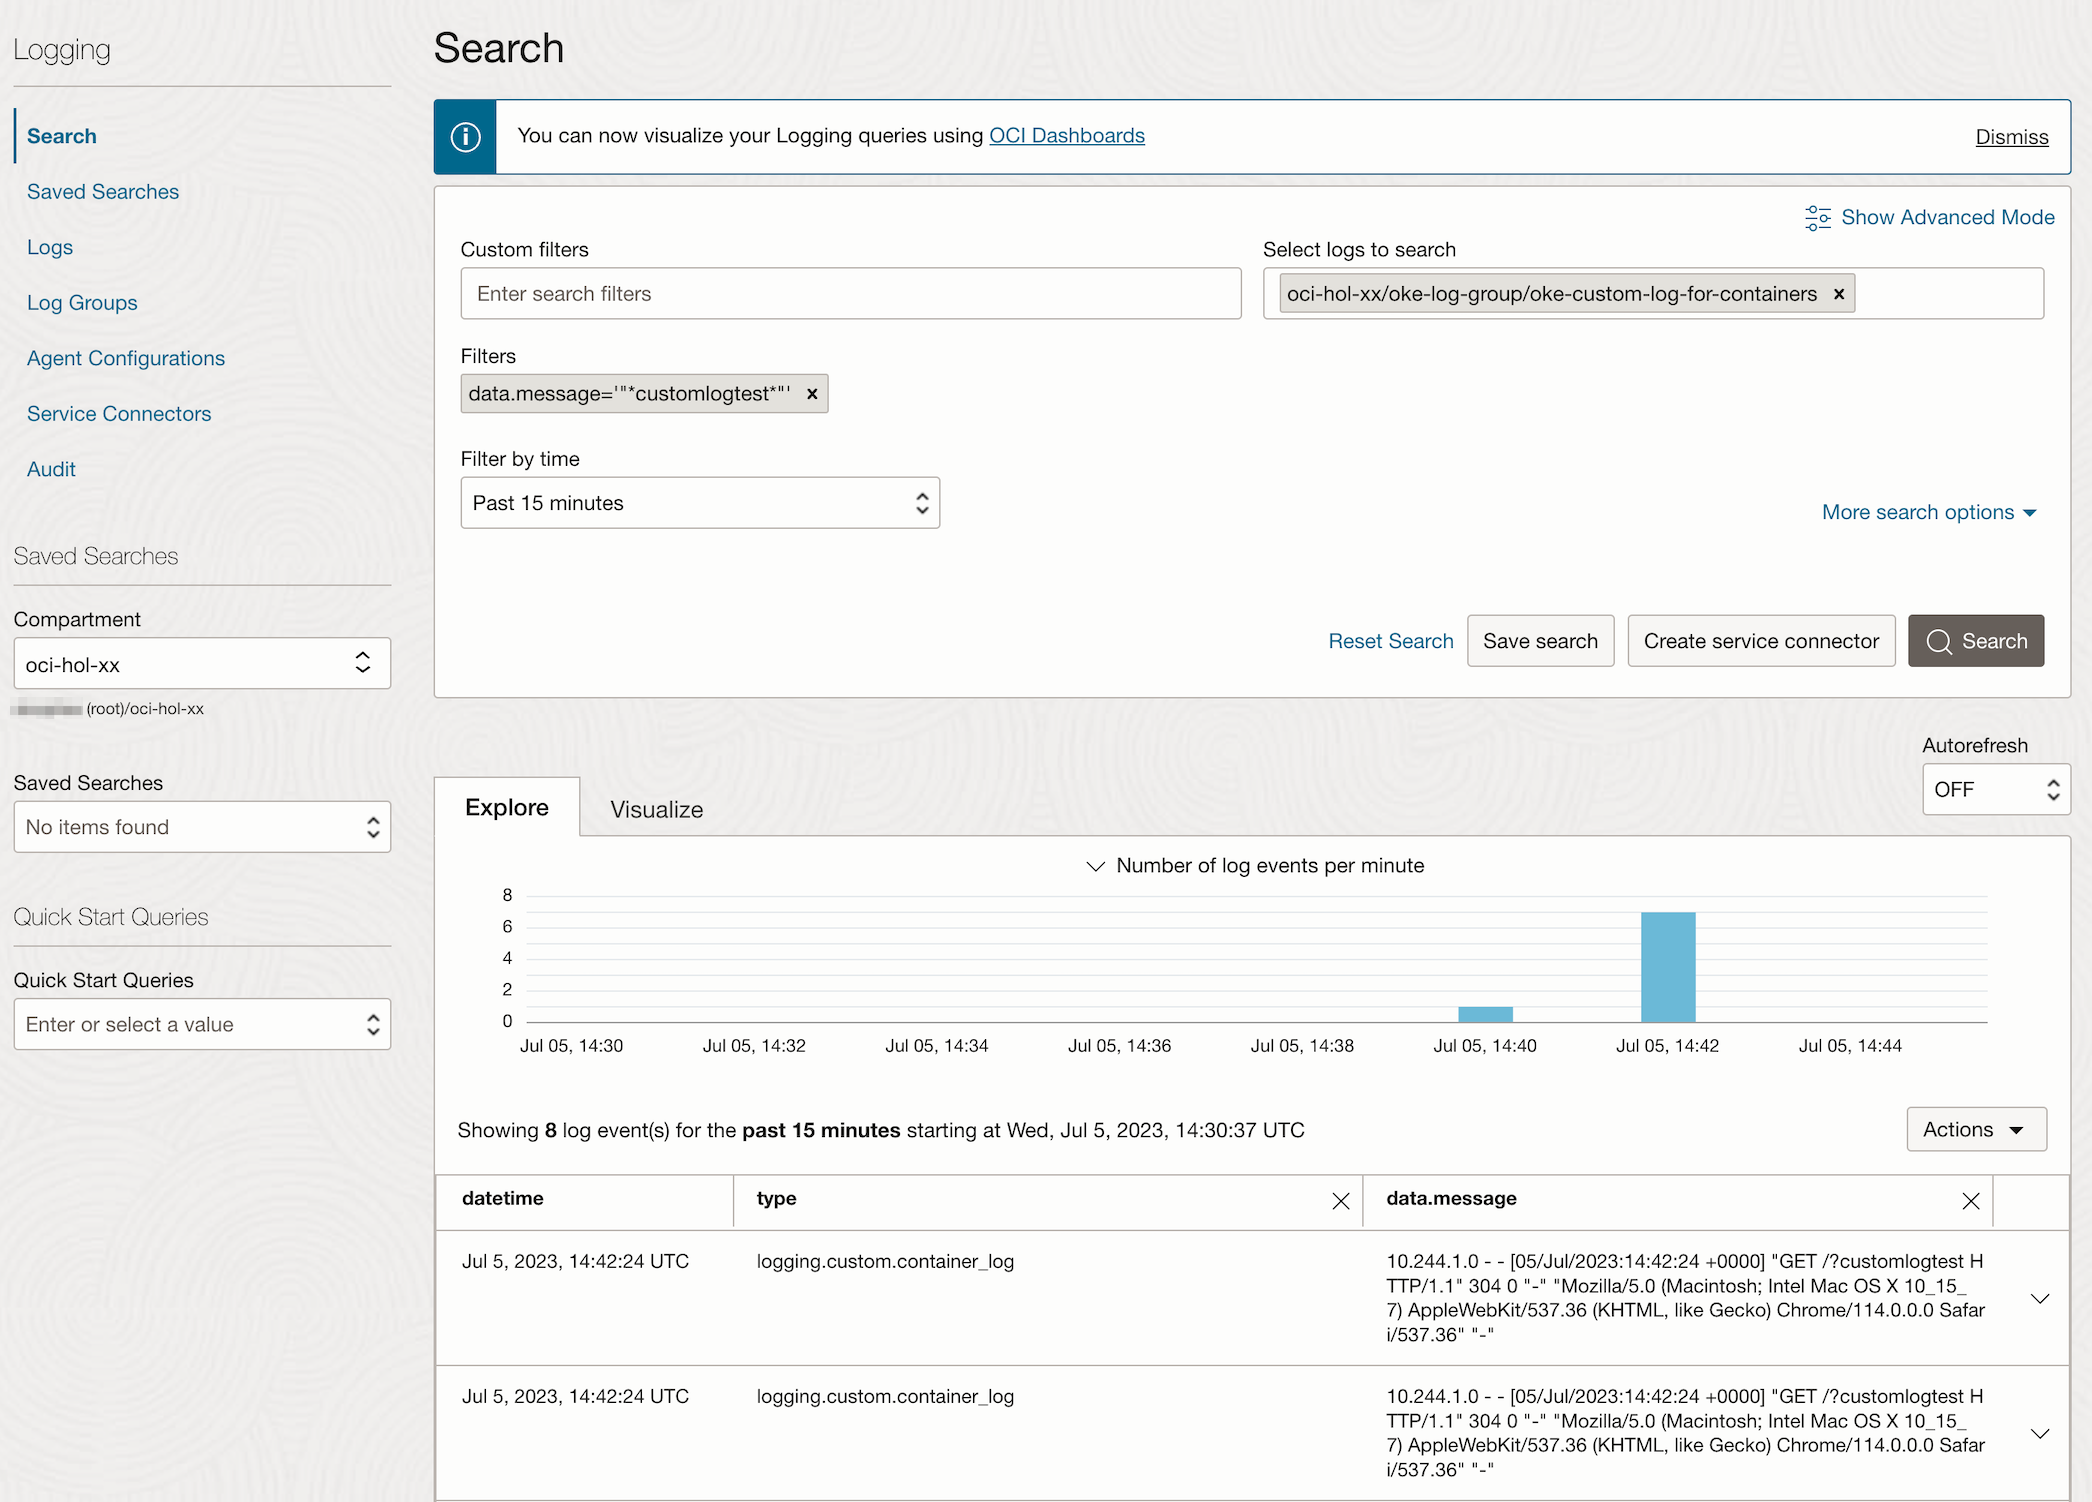 Logging
Search
Saved Searches
Logs
Log Groups
Agent Configurations
Service Connectors
Audit
Saved Searches
Compartment
oci-hol-xx
(root)/oci-hol-xx
Saved Searches
No items found
Quick Start Queries
Quick Start Queries
Enter or select a value
Search
You can now visualize your Logging queries using OCI Dashboards
Dismiss
Show Advanced Mode
Custom filters
Enter search filters
Select logs to search
oci-hol-xx/oke-log-group/oke-custom-log-for-containers ×
Filters
data.message='"*customlogtest*"' ×
Filter by time
Past 15 minutes
More search options
Reset Search
Save search
Create service connector
Search
Autorefresh
OFF
Explore
Visualize
Number of log events per minute
8
6
4
2
0
Jul 05, 14:30
Jul 05, 14:32
Jul 05, 14:34
Jul 05, 14:36
Jul 05, 14:38
Jul 05, 14:40
Jul 05, 14:42
Jul 05, 14:44
Showing 8 log event(s) for the past 15 minutes starting at Wed, Jul 5, 2023, 14:30:37 UTC
Actions
datetime
type
data.message
Jul 5, 2023, 14:42:24 UTC
logging.custom.container_log
10.244.1.0 - - [05/Jul/2023:14:42:24 +0000] "GET /?customlogtest H
TTP/1.1" 304 0 "-" "Mozilla/5.0 (Macintosh; Intel Mac OS X 10_15_
7) AppleWebKit/537.36 (KHTML, like Gecko) Chrome/114.0.0.0 Safar
i/537.36" "-"
Jul 5, 2023, 14:42:24 UTC
logging.custom.container_log
10.244.1.0 - - [05/Jul/2023:14:42:24 +0000] "GET /?customlogtest H
TTP/1.1" 304 0 "-" "Mozilla/5.0 (Macintosh; Intel Mac OS X 10_15_
7) AppleWebKit/537.36 (KHTML, like Gecko) Chrome/114.0.0.0 Safar
i/537.36" "-"